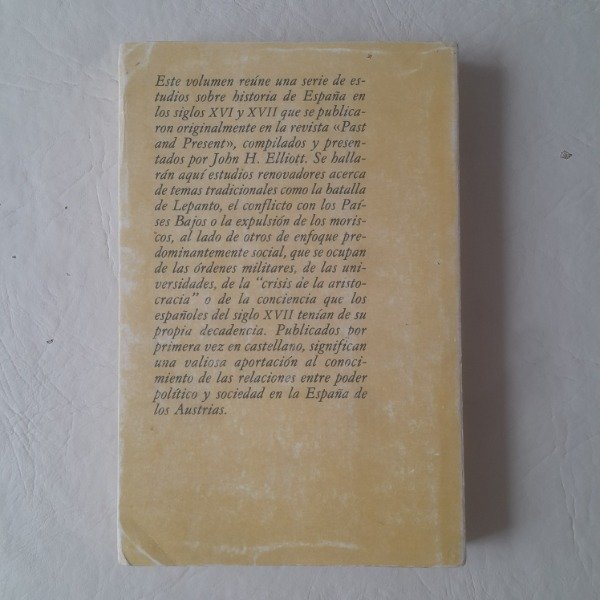 Este volumen reúne una serie de es-
tudios sobre historia de España en
los siglos XVI y XVII que se publica-
ron originalmente en la revista «Past
and Present», compilados y presen-
tados por John H. Elliott. Se halla-
rán aquí estudios renovadores acerca
de temas tradicionales como la batalla
de Lepanto, el conflicto con los Paí-
ses Bajos o la expulsión de los moris-
cos, al lado de otros de enfoque pre-
dominantemente social, que se ocupan
de las órdenes militares, de las uni-
versidades, de la "crisis de la aristo-
cracia" o de la conciencia que los
españoles del siglo XVII tenían de su
propia decadencia. Publicados por
primera vez en castellano, significan
una valiosa aportación al conoci-
miento de las relaciones entre poder
político y sociedad en la España de
los Austrias.